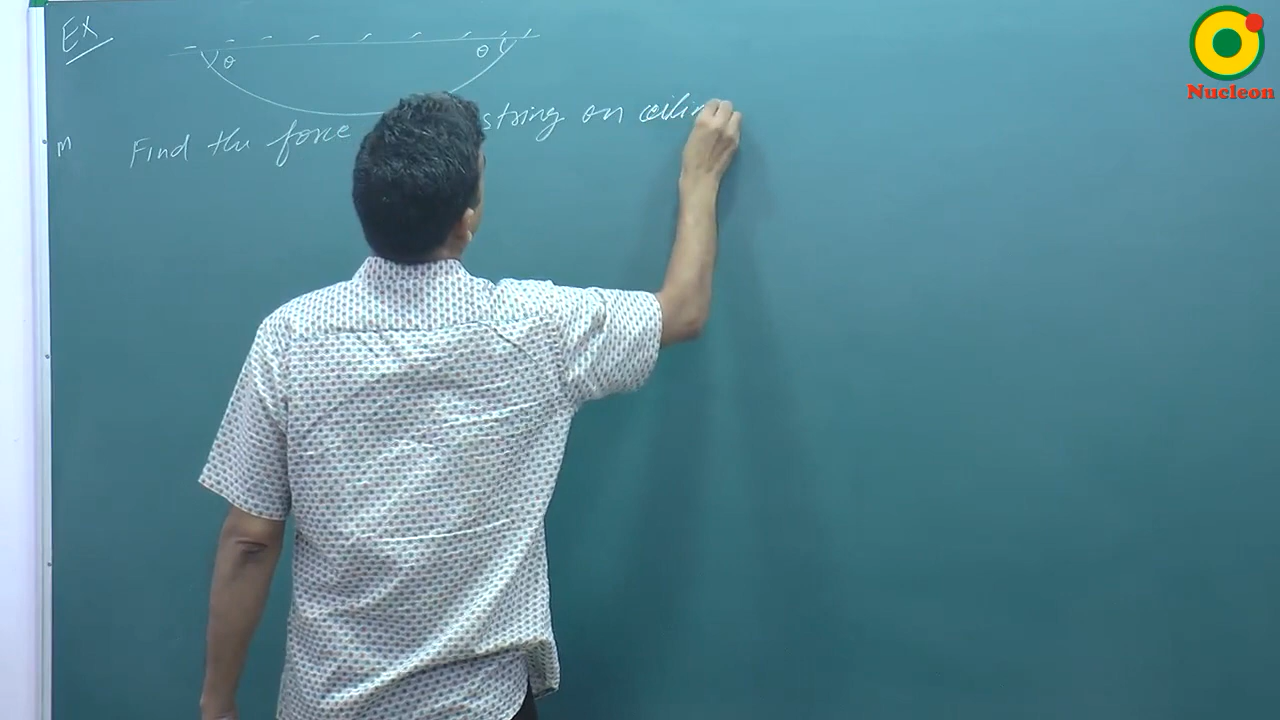 Ex
θ θ
M Find the force string on ceilin
Nucleon